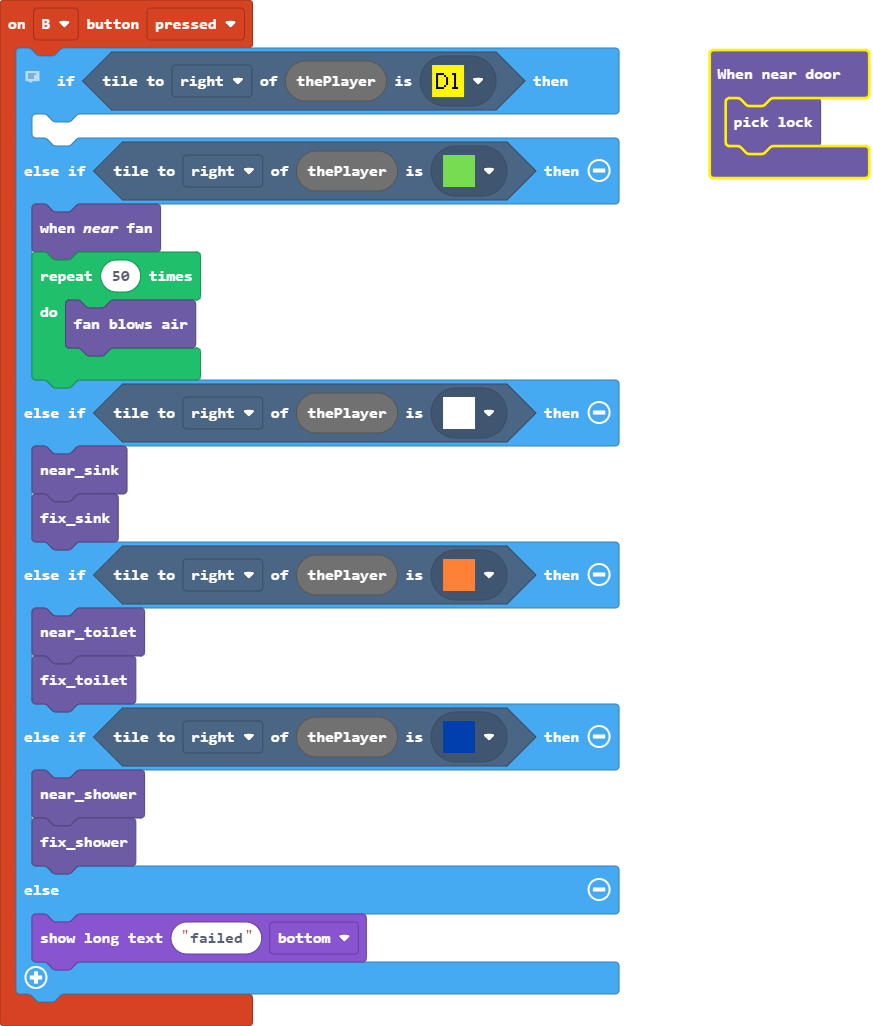 on B button pressed
if tile to right of thePlayer is D1 then
When near door
pick lock
else if tile to right of thePlayer is then
when near fan
repeat 50 times
do fan blows air
else if tile to right of thePlayer is then
near_sink
fix_sink
else if tile to right of thePlayer is then
near_toilet
fix_toilet
else if tile to right of thePlayer is then
near_shower
fix_shower
else
show long text "failed" bottom